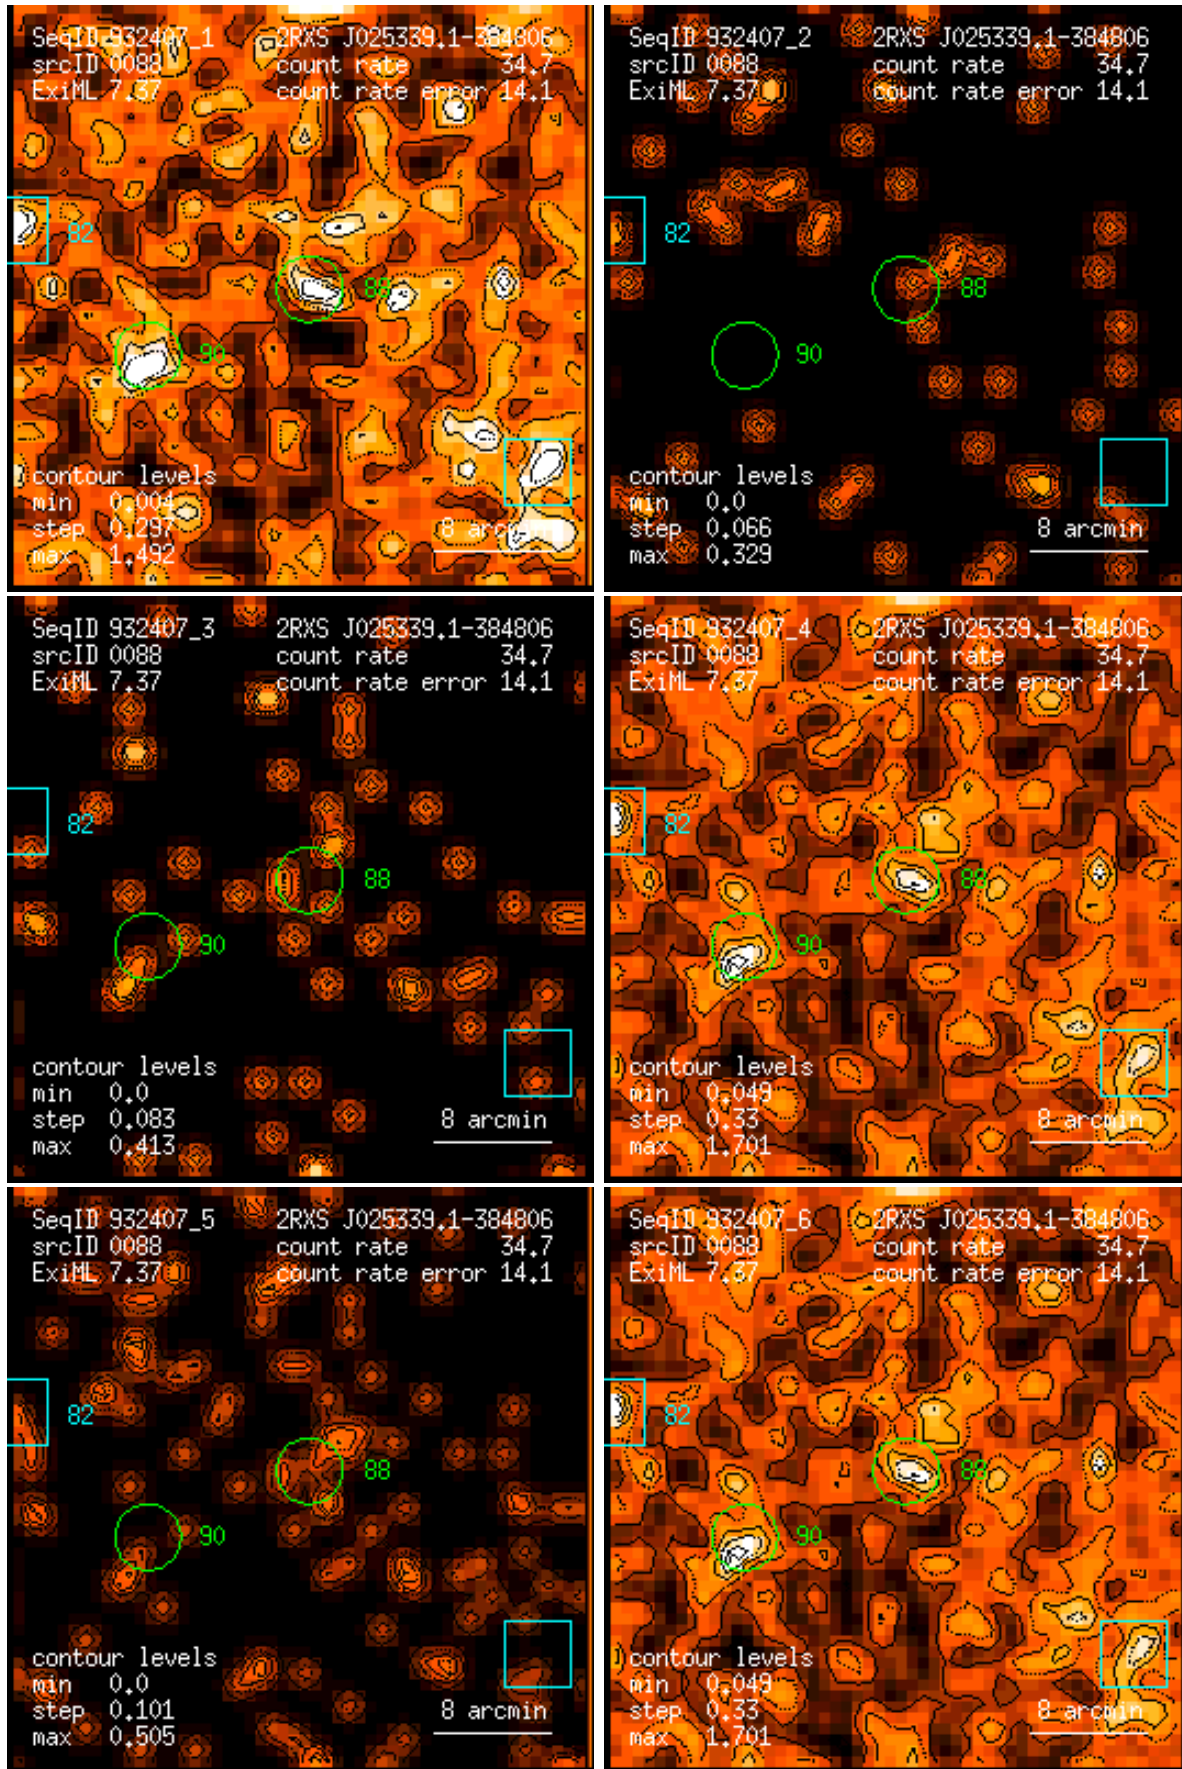 SeqID 932407_1 2RXS J025339.1-384806
srcID 0088 count rate 34.7
ExiML 7.37 count rate error 14.1
82
88
90
contour levels
min 0.004
step 0.297
max 1.492
8 arcmin
SeqID 932407_2 2RXS J025339.1-384806
srcID 0088 count rate 34.7
ExiML 7.37 count rate error 14.1
82
88
90
contour levels
min 0.0
step 0.066
max 0.329
8 arcmin
SeqID 932407_3 2RXS J025339.1-384806
srcID 0088 count rate 34.7
ExiML 7.37 count rate error 14.1
82
88
90
contour levels
min 0.0
step 0.083
max 0.413
8 arcmin
SeqID 932407_4 2RXS J025339.1-384806
srcID 0088 count rate 34.7
ExiML 7.37 count rate error 14.1
82
88
90
contour levels
min 0.049
step 0.33
max 1.701
8 arcmin
SeqID 932407_5 2RXS J025339.1-384806
srcID 0088 count rate 34.7
ExiML 7.37 count rate error 14.1
82
88
90
contour levels
min 0.0
step 0.101
max 0.505
8 arcmin
SeqID 932407_6 2RXS J025339.1-384806
srcID 0088 count rate 34.7
ExiML 7.37 count rate error 14.1
82
88
90
contour levels
min 0.049
step 0.33
max 1.701
8 arcmin